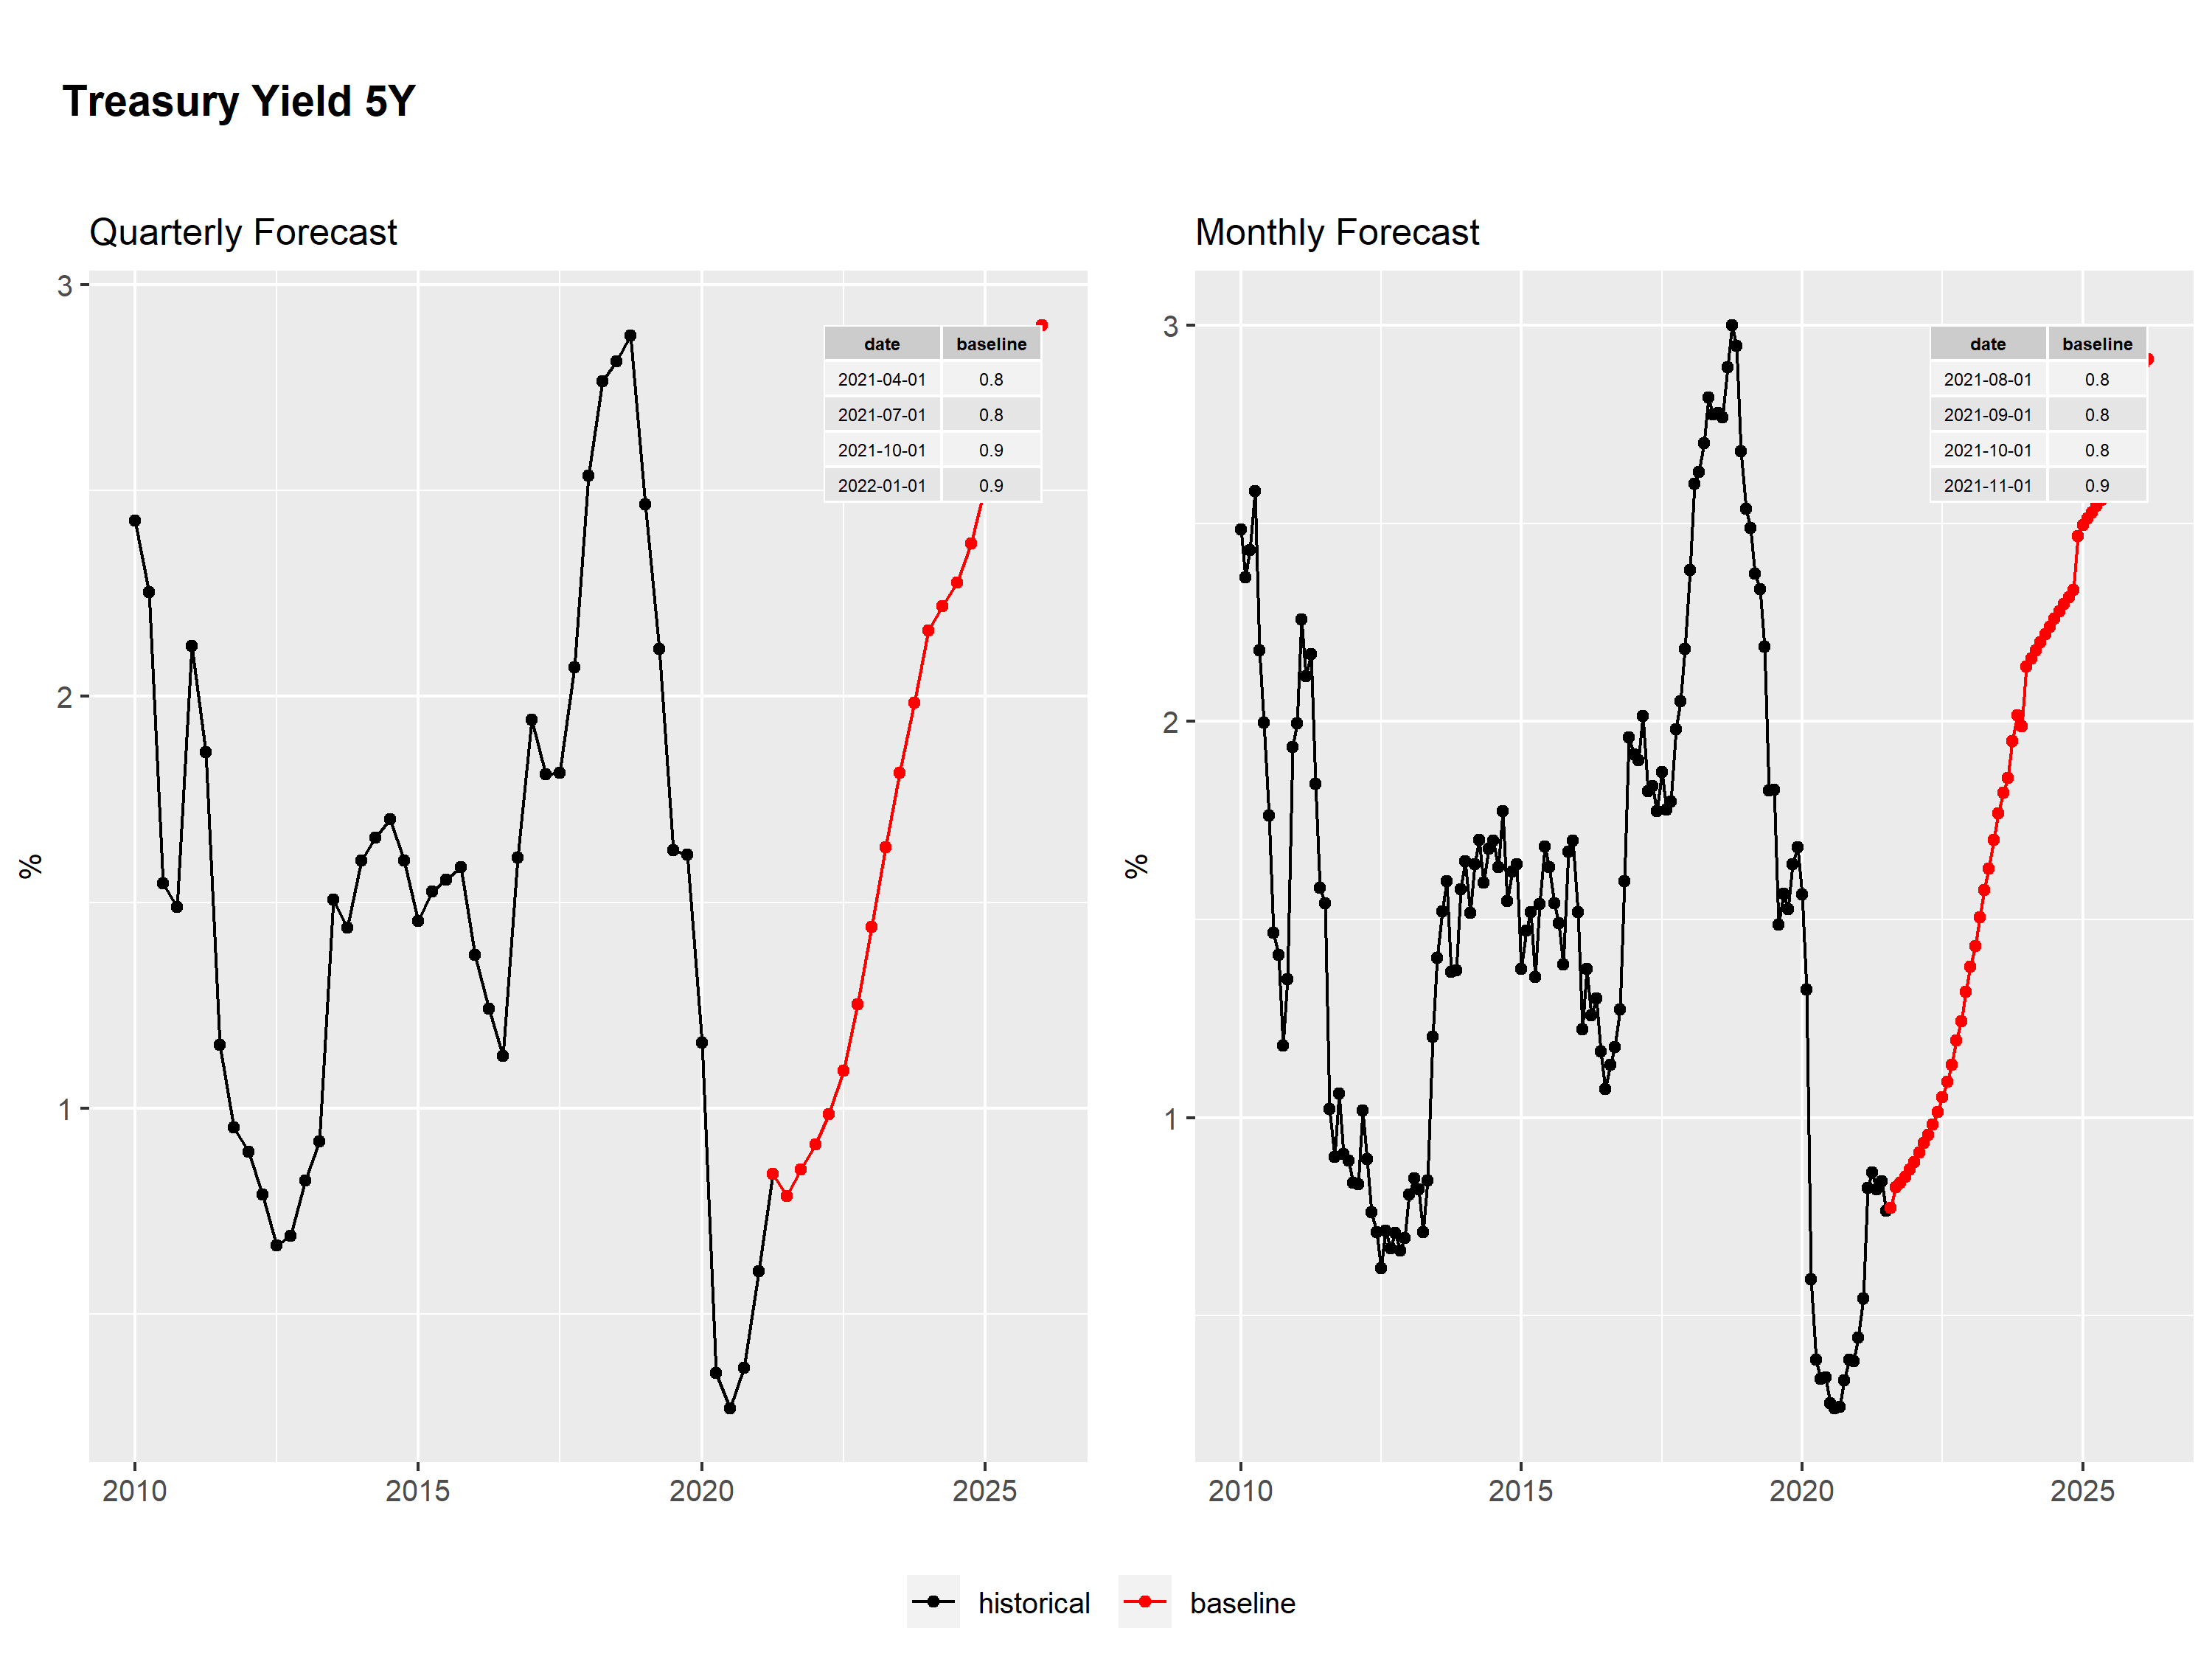 Treasury Yield 5Y
Quarterly Forecast
3
2
1
%
2010 2015 2020 2025
date baseline
2021-04-01 0.8
2021-07-01 0.8
2021-10-01 0.9
2022-01-01 0.9
Monthly Forecast
3
2
1
%
2010 2015 2020 2025
date baseline
2021-08-01 0.8
2021-09-01 0.8
2021-10-01 0.8
2021-11-01 0.9
historical baseline